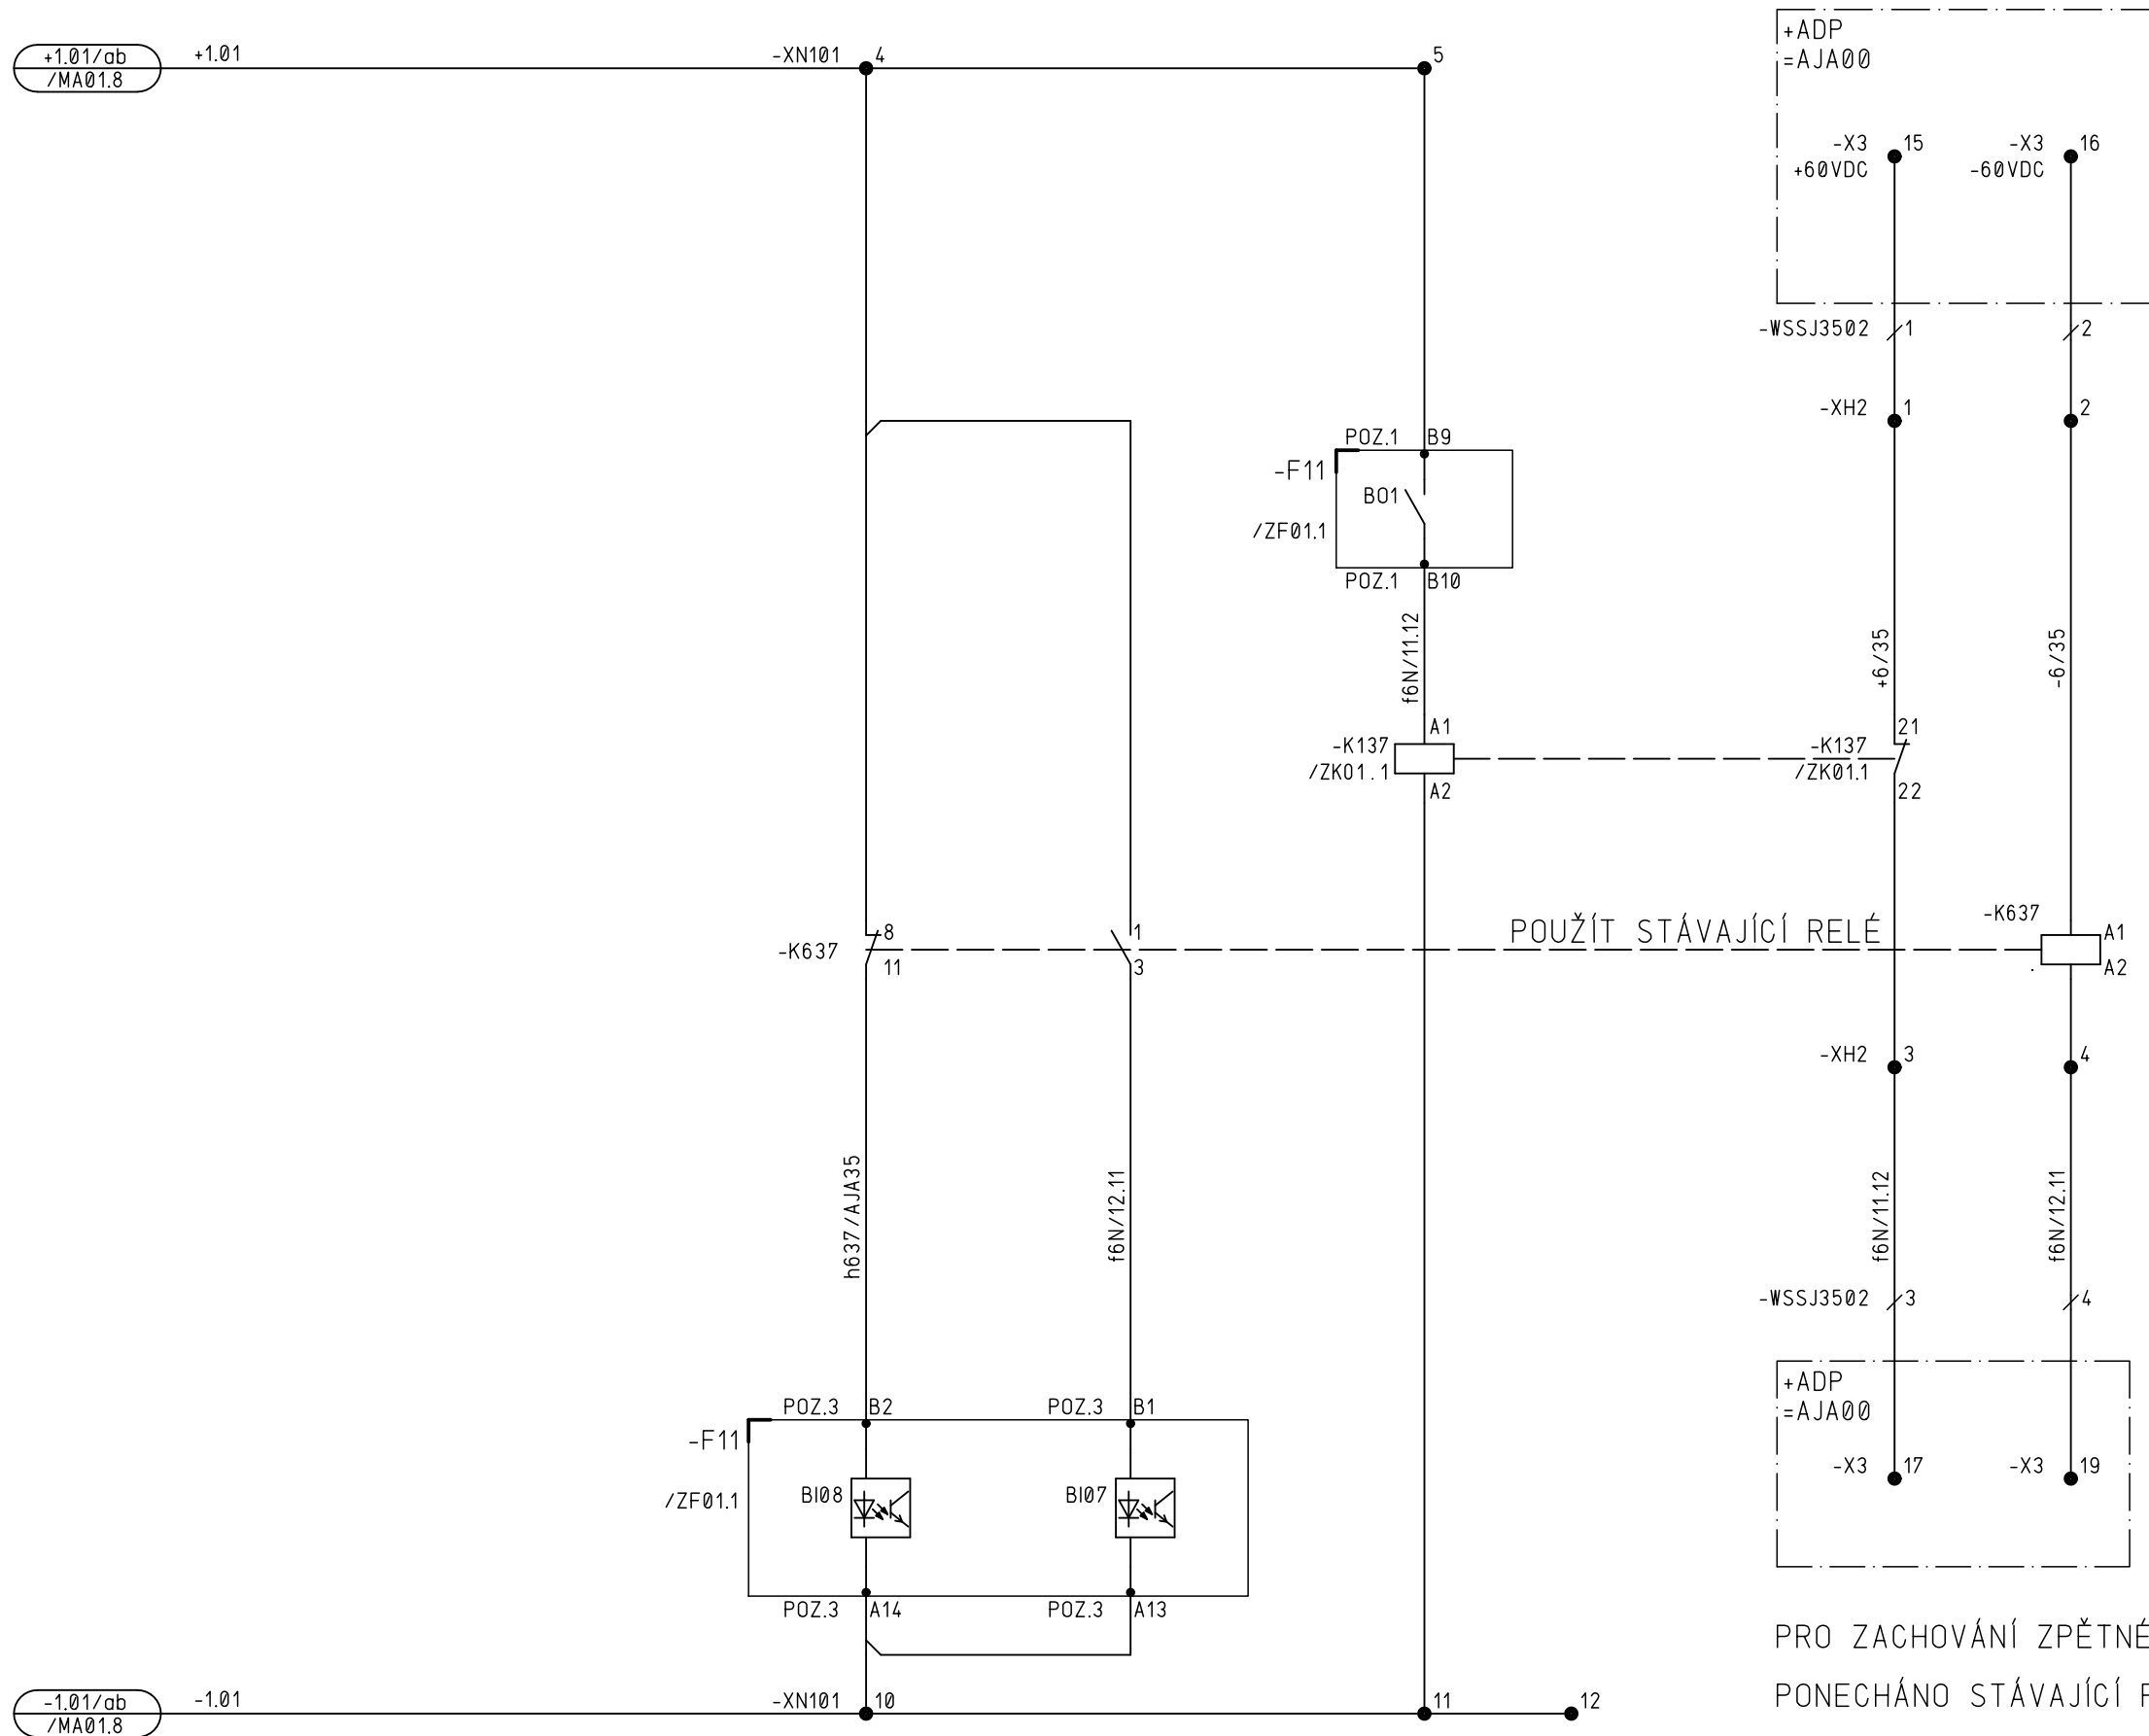 +ADP
=AJA00
+1.01/ab
/MA01.8
+1.01
-XN101
4
5
-X3
15
-X3
16
+60VDC
-60VDC
-WSSJ3502
1
2
-XH2
1
2
POZ.1
B9
-F11
BO1
/ZF01.1
POZ.1
B10
f6N/11.12
+6/35
-6/35
A1
21
-K137
-K137
/ZK01.1
/ZK01.1
A2
22
-K637
POUŽÍT STÁVAJÍCÍ RELÉ
8
1
A1
-K637
11
3
A2
-XH2
3
4
h637/AJA35
f6N/12.11
f6N/11.12
f6N/12.11
-WSSJ3502
3
4
+ADP
=AJA00
POZ.3
B2
POZ.3
B1
-F11
-X3
17
-X3
19
/ZF01.1
BI08
BI07
POZ.3
A14
POZ.3
A13
PRO ZACHOVÁNÍ ZPĚTNÉ
PONECHÁNO STÁVAJÍCÍ
-1.01/ab
/MA01.8
-1.01
-XN101
10
11
12